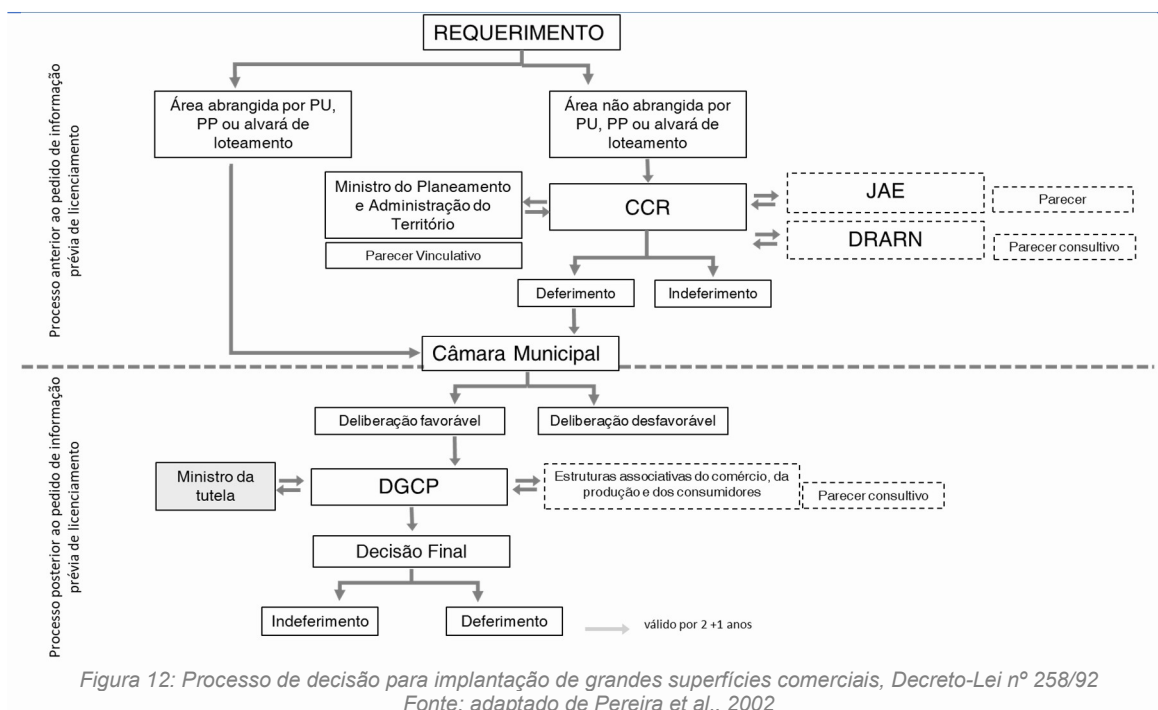 REQUERIMENTO
Processo anterior ao pedido de informação
prévia de licenciamento
Área abrangida por PU,
PP ou alvará de
loteamento
Área não abrangida por
PU, PP ou alvará de
loteamento
Ministro do Planeamento
e Administração do
Território
Parecer Vinculativo
CCR
JAE
Parecer
DRARN
Parecer consultivo
Deferimento
Indeferimento
Câmara Municipal
Processo posterior ao pedido de informação
prévia de licenciamento
Deliberação favorável
Deliberação desfavorável
Ministro da
tutela
DGCP
Estruturas associativas do comércio, da
produção e dos consumidores
Parecer consultivo
Decisão Final
Indeferimento
Deferimento
válido por 2 +1 anos
Figura 12: Processo de decisão para implantação de grandes superfícies comerciais, Decreto-Lei nº 258/92
Fonte: adaptado de Pereira et al., 2002